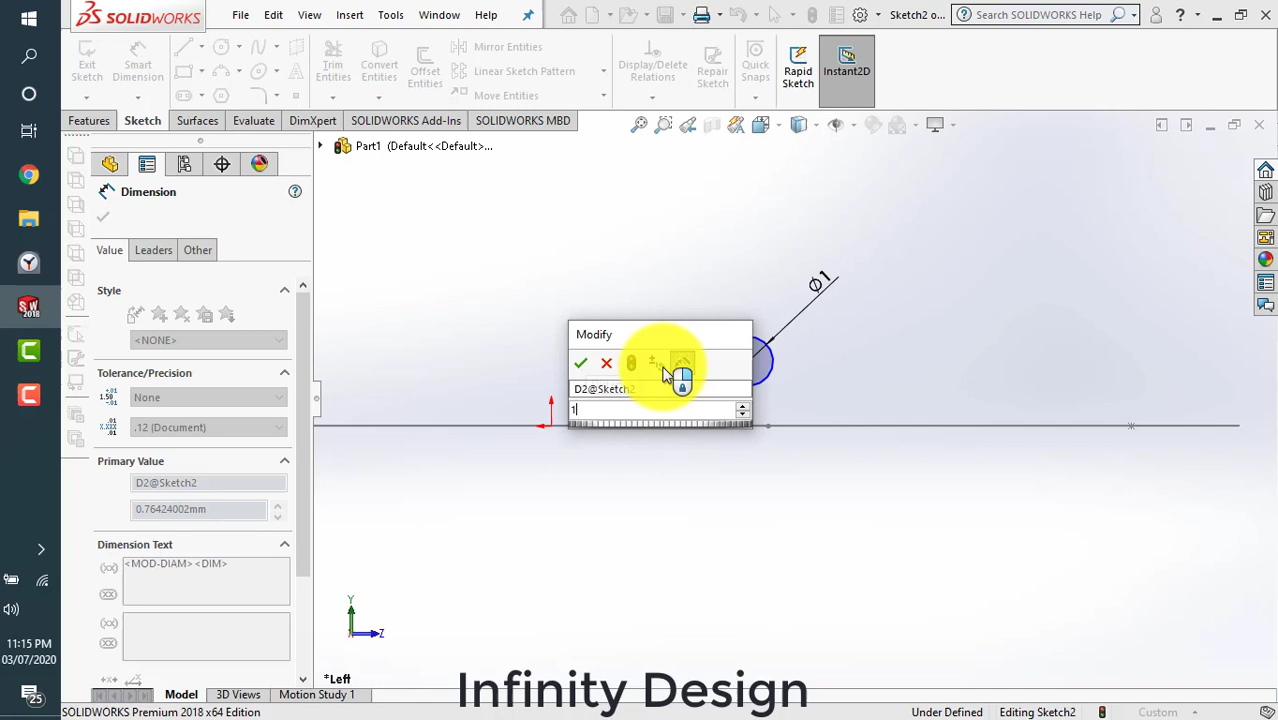 SOLIDWORKS File Edit View Insert Tools Window Help Sketch2 o... Search SOLIDWORKS Help
Exit Sketch Smart Dimension Trim Entities Convert Entities Offset Entities Mirror Entities Linear Sketch Pattern Move Entities Display/Delete Relations Repair Sketch Quick Snaps Rapid Sketch Instant2D
Features Sketch Surfaces Evaluate DimXpert SOLIDWORKS Add-Ins SOLIDWORKS MBD
Part1 (Default<<Default>...
Dimension
Value Leaders Other
Style
<NONE>
Tolerance/Precision
None
.12 (Document)
Primary Value
D2@Sketch2
0.76424002mm
Dimension Text
<MOD-DIAM><DIM>
Φ1
Modify
D2@Sketch2
1
Y
Z
*Left
11:15 PM
03/07/2020
25
Model 3D Views Motion Study 1
Infinity Design
SOLIDWORKS Premium 2018 x64 Edition Under Defined Editing Sketch2 Custom